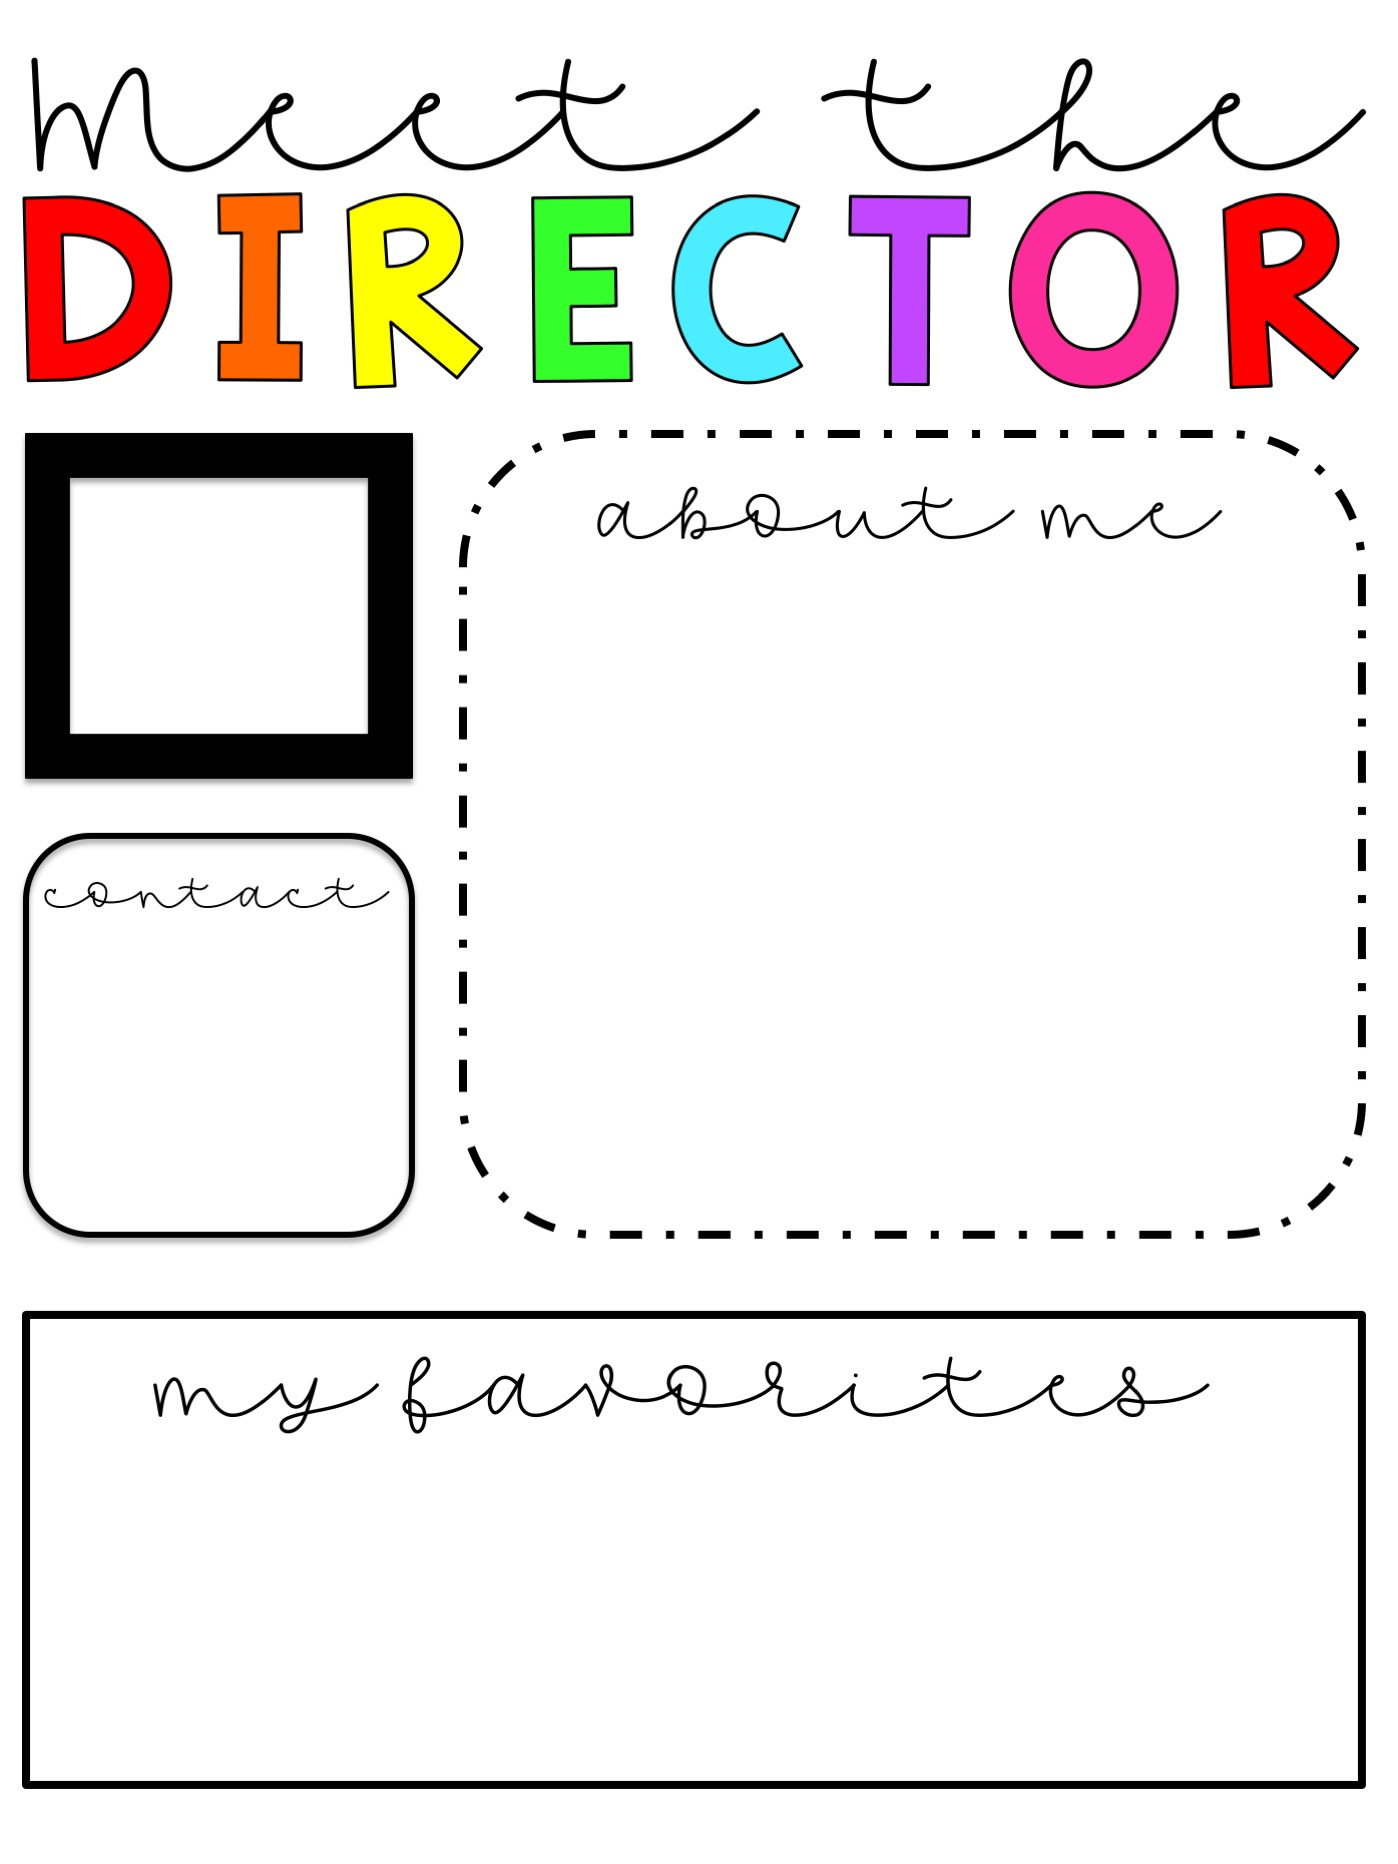 Meet the
DIRECTOR
about me
contact
my favorites